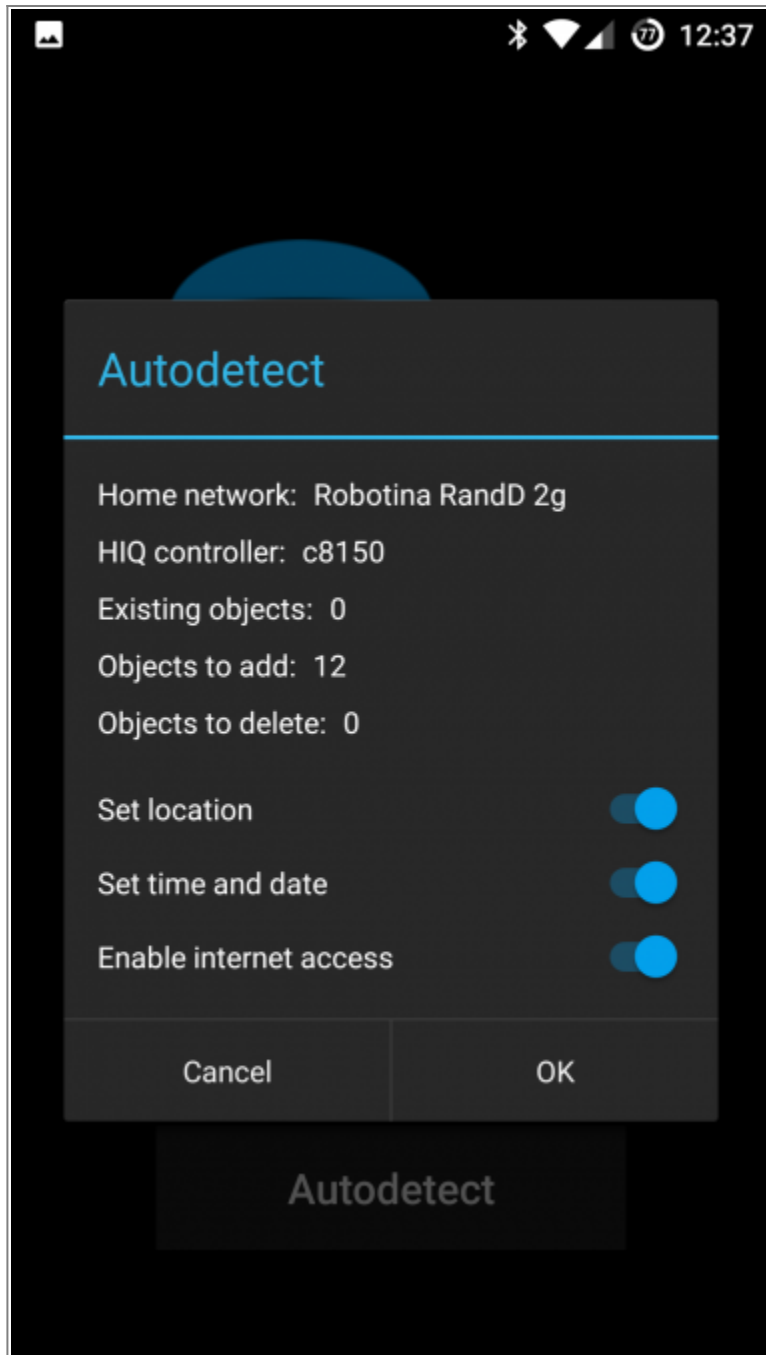 77 12:37
Autodetect
Home network: Robotina RandD 2g
HIQ controller: c8150
Existing objects: 0
Objects to add: 12
Objects to delete: 0
Set location
Set time and date
Enable internet access
Cancel OK
Autodetect